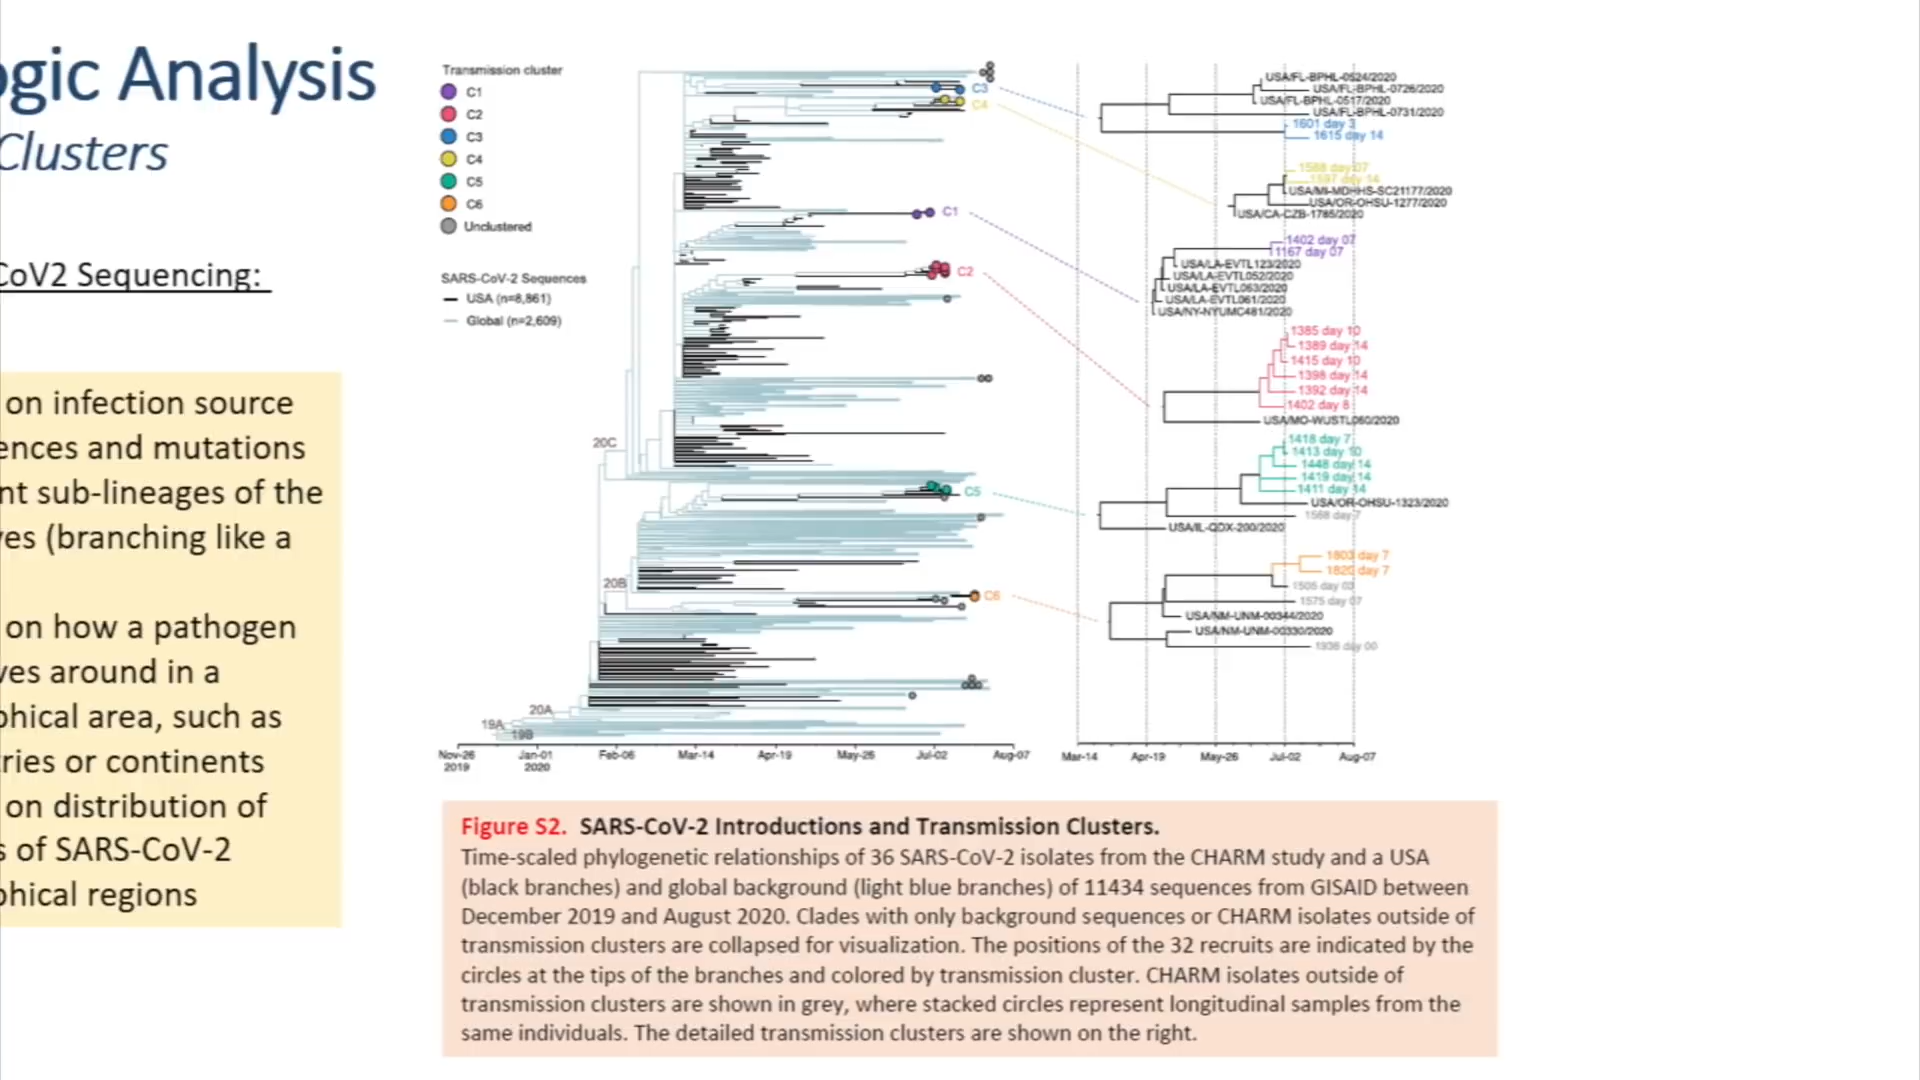 ogic Analysis
Clusters
CoV2 Sequencing:
on infection source
ences and mutations
nt sub-lineages of the
ves (branching like a
on how a pathogen
ves around in a
phical area, such as
tries or continents
on distribution of
s of SARS-CoV-2
phical regions
Transmission cluster
C1
C2
C3
C4
C5
C6
Unclustered
SARS-CoV-2 Sequences
USA (n=8,861)
Global (n=2,609)
C3
C4
C1
C2
20C
C5
20B
C6
20A
19A
19B
Nov-26 2019
Jan-01 2020
Feb-06
Mar-14
Apr-19
May-26
Jul-02
Aug-07
USA/FL-BPHL-0524/2020
USA/FL-BPHL-0726/2020
USA/FL-BPHL-0517/2020
USA/FL-BPHL-0731/2020
1601 day 3
1615 day 14
1588 day 07
1597 day 14
USA/MI-MDHHS-SC21177/2020
USA/OR-OHSU-1277/2020
USA/CA-CZB-1785/2020
1402 day 07
1167 day 07
USA/LA-EVTL123/2020
USA/LA-EVTL052/2020
USA/LA-EVTL063/2020
USA/LA-EVTL061/2020
USA/NY-NYUMC481/2020
1385 day 10
1389 day 14
1415 day 10
1398 day 14
1392 day 14
1402 day 8
USA/MO-WUSTL060/2020
1418 day 7
1413 day 10
1448 day 14
1419 day 14
1411 day 14
USA/OR-OHSU-1323/2020
1568 day 7
USA/IL-QDX-200/2020
1803 day 7
1820 day 7
1505 day 03
1575 day 07
USA/NM-UNM-00344/2020
USA/NM-UNM-00330/2020
1936 day 00
Mar-14
Apr-19
May-26
Jul-02
Aug-07
Figure S2. SARS-CoV-2 Introductions and Transmission Clusters.
Time-scaled phylogenetic relationships of 36 SARS-CoV-2 isolates from the CHARM study and a USA
(black branches) and global background (light blue branches) of 11434 sequences from GISAID between
December 2019 and August 2020. Clades with only background sequences or CHARM isolates outside of
transmission clusters are collapsed for visualization. The positions of the 32 recruits are indicated by the
circles at the tips of the branches and colored by transmission cluster. CHARM isolates outside of
transmission clusters are shown in grey, where stacked circles represent longitudinal samples from the
same individuals. The detailed transmission clusters are shown on the right.